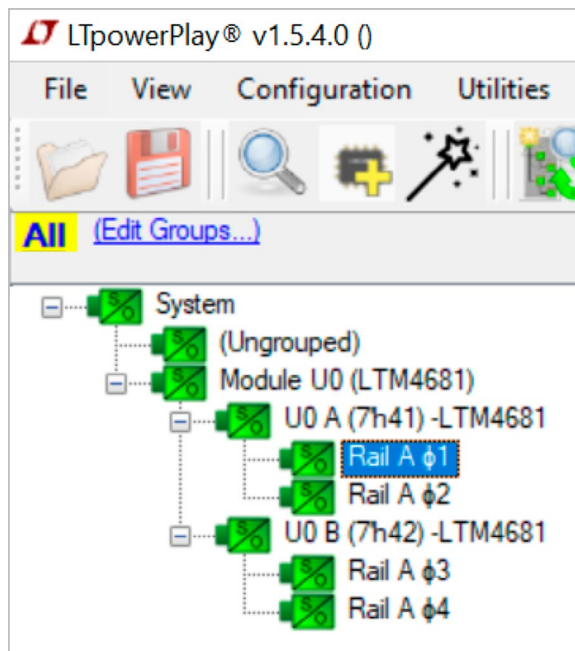 LTpowerPlay® v1.5.4.0 ()
File View Configuration Utilities
All (Edit Groups...)
System
(Ungrouped)
Module U0 (LTM4681)
U0 A (7'h41) -LTM4681
Rail A ϕ1
Rail A ϕ2
U0 B (7'h42) -LTM4681
Rail A ϕ3
Rail A ϕ4